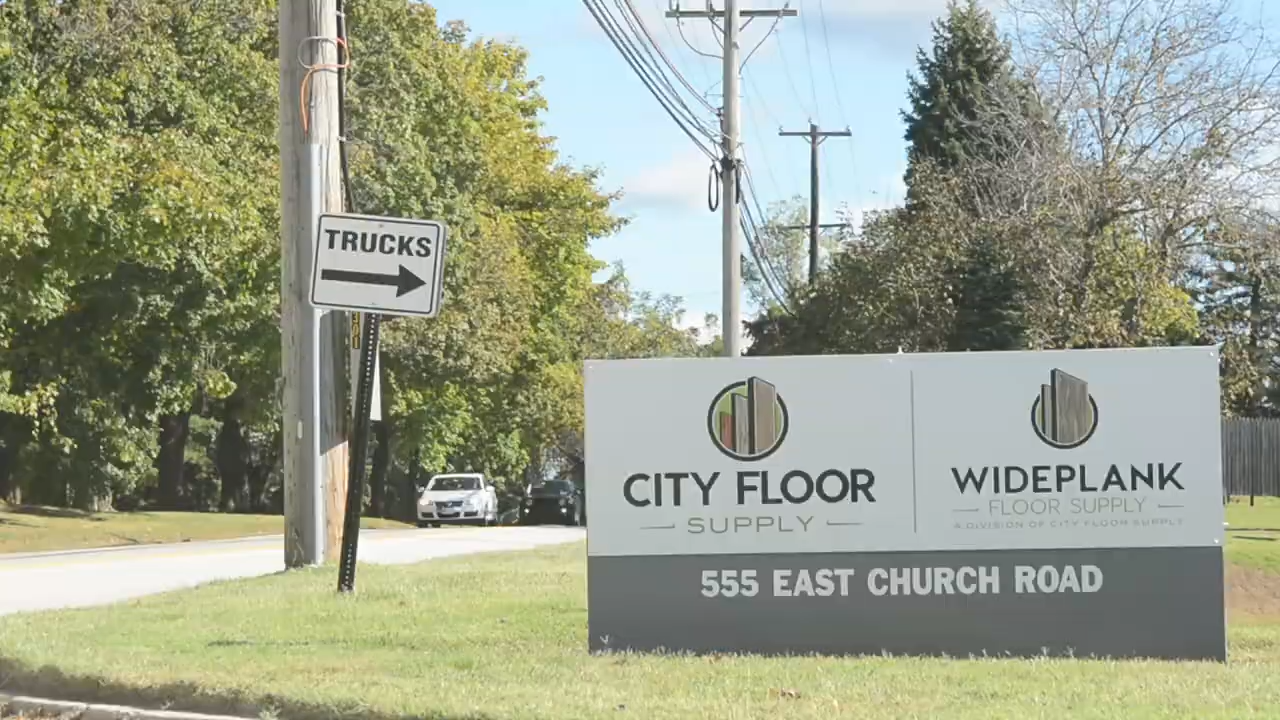 TRUCKS
CITY FLOOR
SUPPLY
WIDEPLANK
FLOOR SUPPLY
A DIVISION OF CITY FLOOR SUPPLY
555 EAST CHURCH ROAD